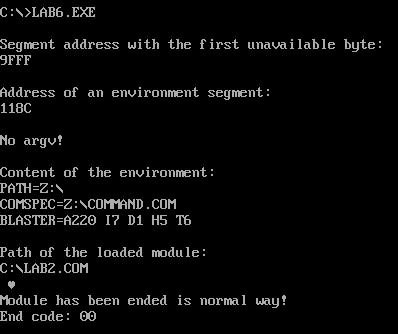 C:\>LAB6.EXE
Segment address with the first unavailable byte:
9FFF
Address of an environment segment:
118C
No argv!
Content of the environment:
PATH=Z:\
COMSPEC=Z:\COMMAND.COM
BLASTER=A220 I7 D1 H5 T6
Path of the loaded module:
C:\LAB2.COM
♥
Module has been ended is normal way!
End code: 00